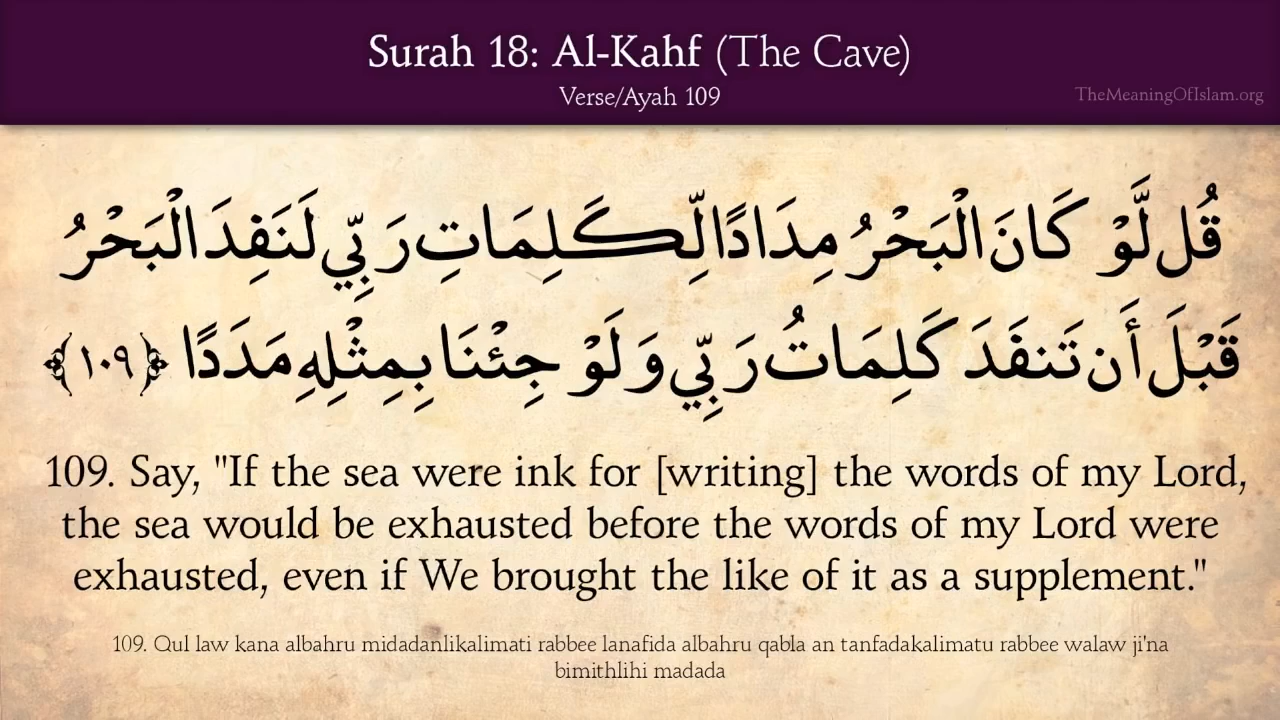 Surah 18: Al-Kahf (The Cave)
Verse/Ayah 109
TheMeaningOfIslam.org
قُل لَّوْ كَانَ الْبَحْرُ مِدَادًا لِّكَلِمَاتِ رَبِّي لَنَفِدَ الْبَحْرُ
قَبْلَ أَن تَنفَدَ كَلِمَاتُ رَبِّي وَلَوْ جِئْنَا بِمِثْلِهِ مَدَدًا ﴿١٠٩﴾
109. Say, "If the sea were ink for [writing] the words of my Lord,
the sea would be exhausted before the words of my Lord were
exhausted, even if We brought the like of it as a supplement."
109. Qul law kana albahru midadanlikalimati rabbee lanafida albahru qabla an tanfadakalimatu rabbee walaw ji'na
bimithlihi madada